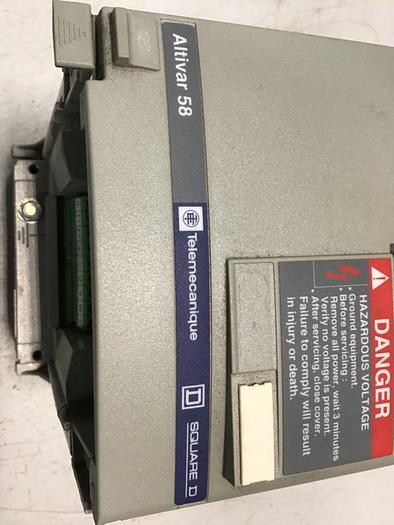 Altivar 58
Telemecanique
SQUARE D
DANGER
HAZARDOUS VOLTAGE
· Ground equipment.
· Before servicing :
Remove all power, wait 3 minutes
Verify no voltage is present.
· After servicing, close cover.
Failure to comply will result
in injury or death.